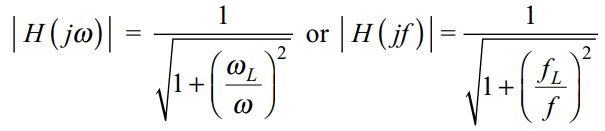 |H(jω)| = 1/√(1+(ω_L/ω)²) or |H(jf)| = 1/√(1+(f_L/f)²)